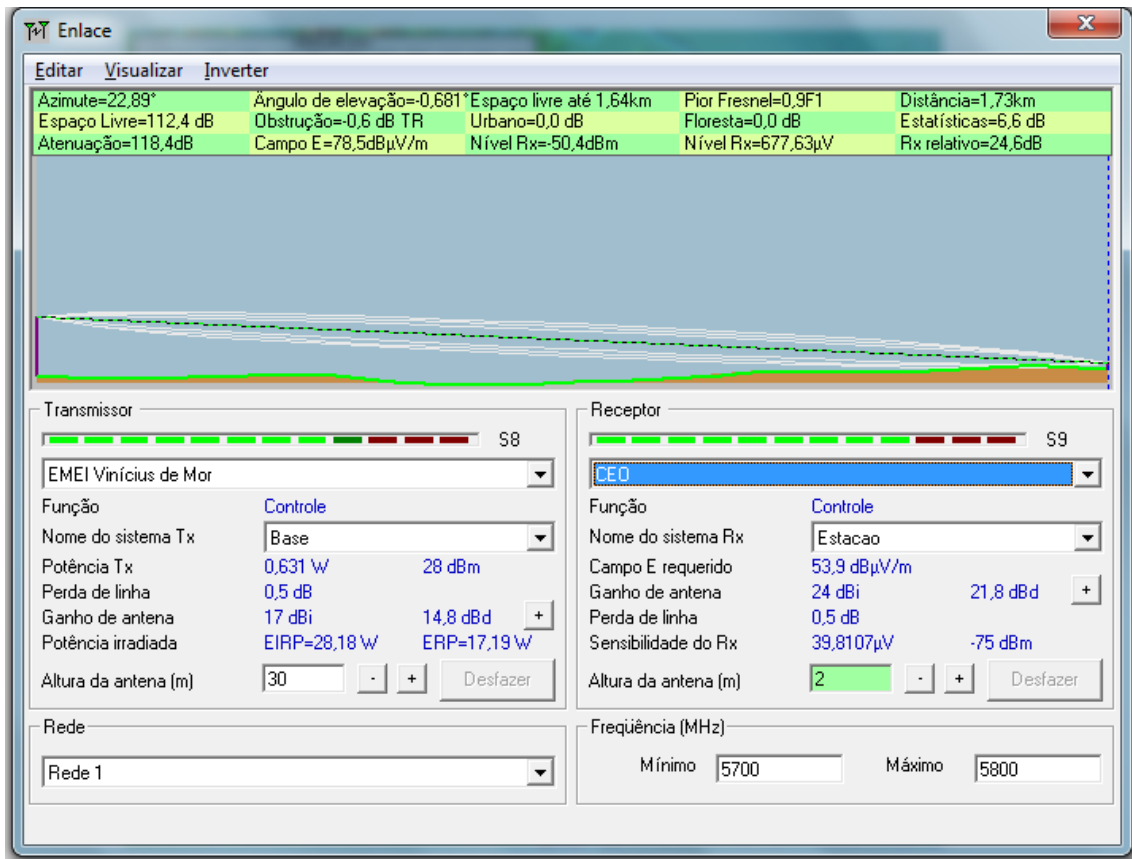 Enlace
Editar Visualizar Inverter
Azimute=22,89° Ângulo de elevação=-0,681° Espaço livre até 1,64km Pior Fresnel=0,9F1 Distância=1,73km
Espaço Livre=112,4 dB Obstrução=-0,6 dB TR Urbano=0,0 dB Floresta=0,0 dB Estatísticas=6,6 dB
Atenuação=118,4dB Campo E=78,5dBµV/m Nível Rx=-50,4dBm Nível Rx=677,63µV Rx relativo=24,6dB
Transmissor
S8
EMEI Vinícius de Mor
Função Controle
Nome do sistema Tx Base
Potência Tx 0,631 W 28 dBm
Perda de linha 0,5 dB
Ganho de antena 17 dBi 14,8 dBd +
Potência irradiada EIRP=28,18 W ERP=17,19 W
Altura da antena (m) 30 - + Desfazer
Receptor
S9
CEO
Função Controle
Nome do sistema Rx Estacao
Campo E requerido 53,9 dBµV/m
Ganho de antena 24 dBi 21,8 dBd +
Perda de linha 0,5 dB
Sensibilidade do Rx 39,8107µV -75 dBm
Altura da antena (m) 2 - + Desfazer
Rede
Rede 1
Freqüência (MHz)
Mínimo 5700 Máximo 5800